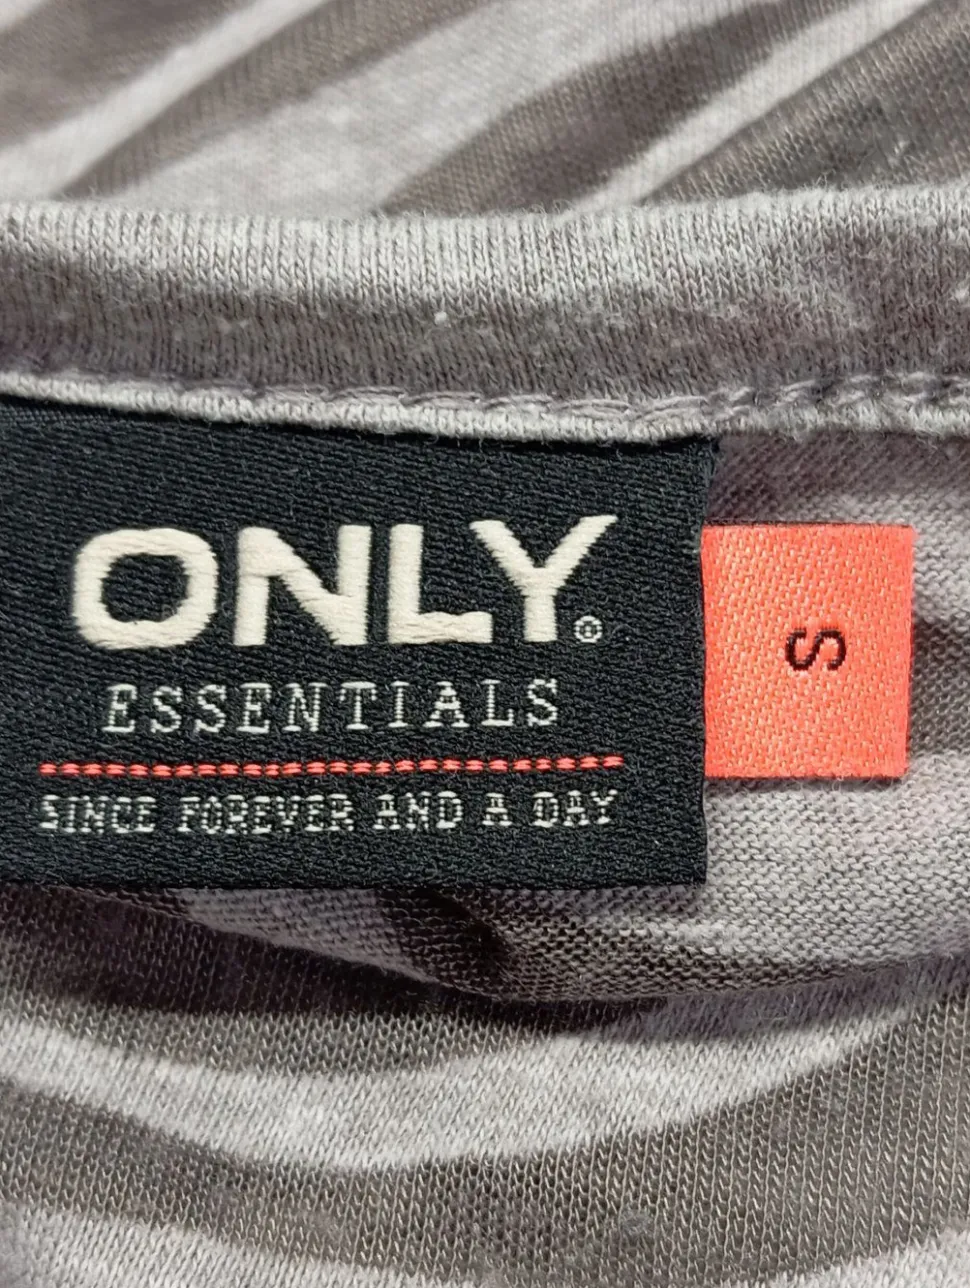 ONLY®
ESSENTIALS
SINCE FOREVER AND A DAY
S